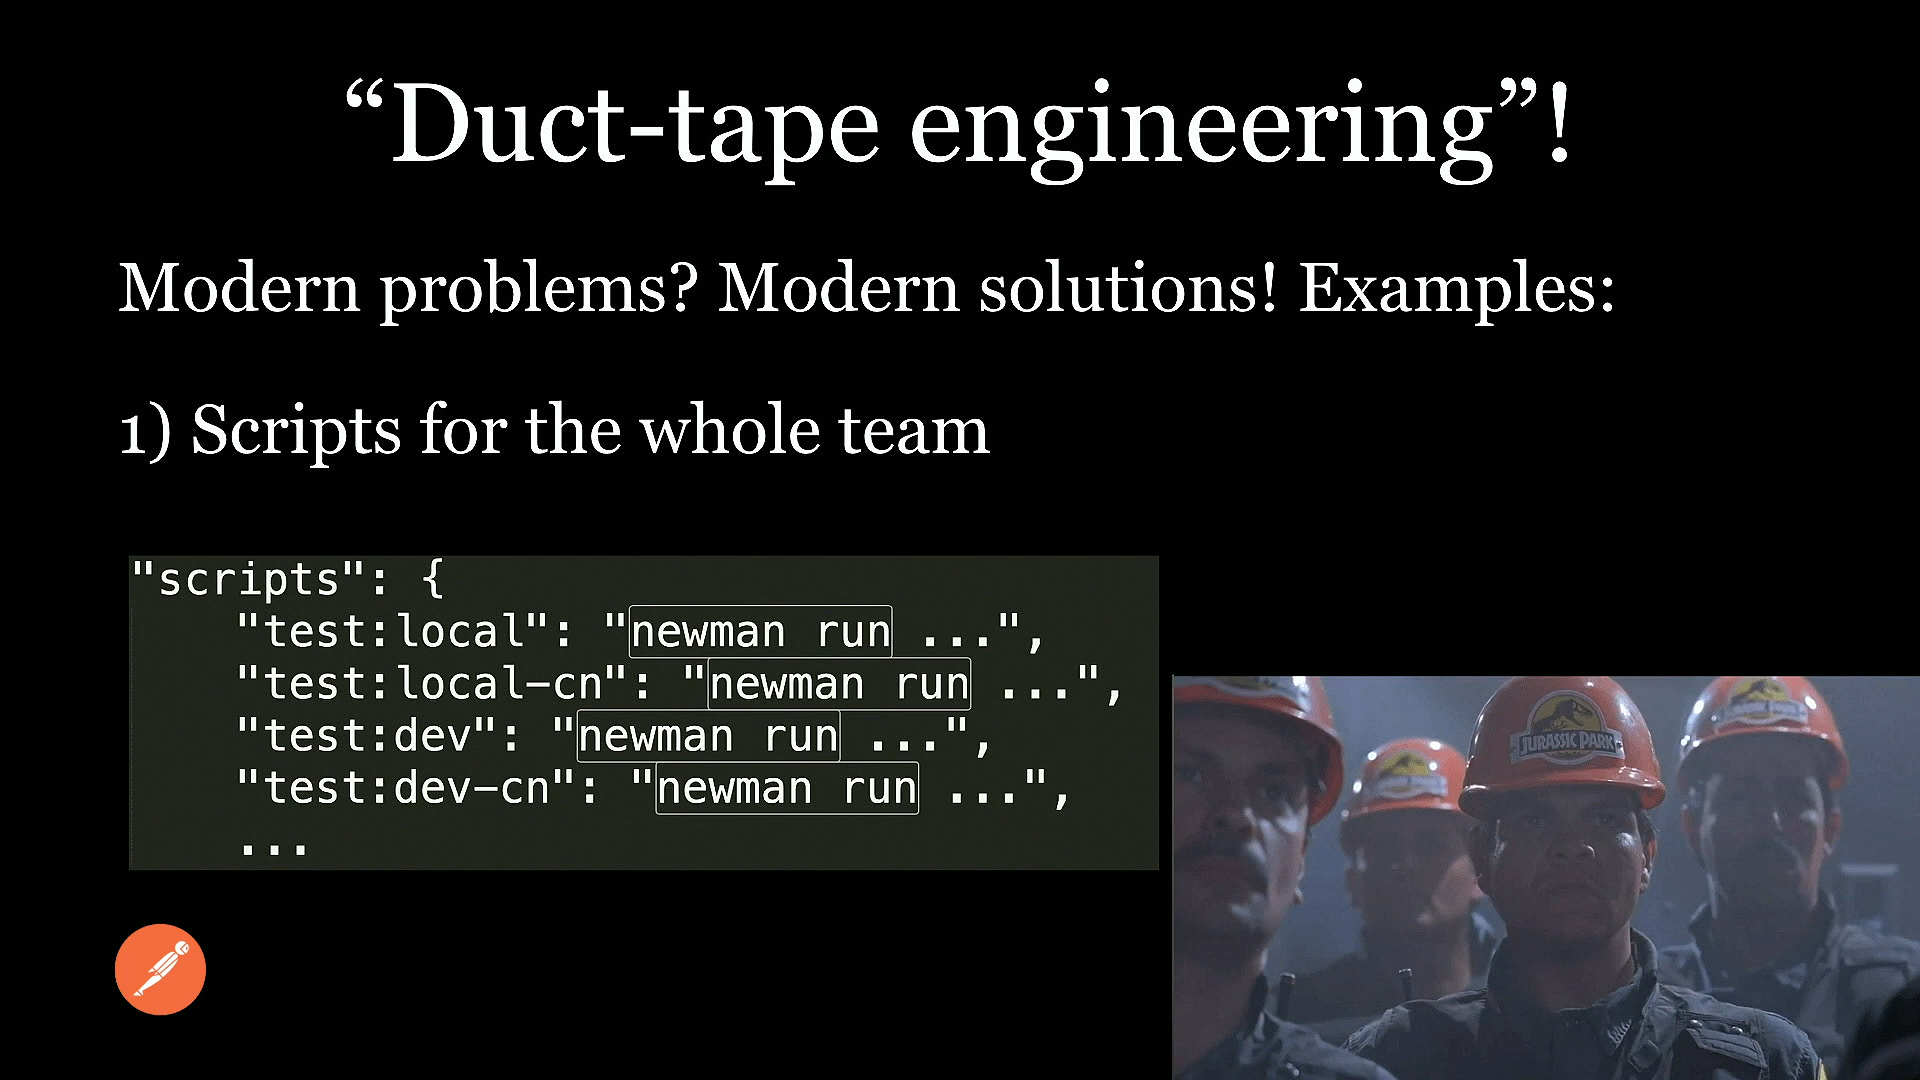 “Duct-tape engineering”!
Modern problems? Modern solutions! Examples:
1) Scripts for the whole team
"scripts": {
"test:local": "newman run ...",
"test:local-cn": "newman run ...",
"test:dev": "newman run ...",
"test:dev-cn": "newman run ...",
...
JURASSIC PARK